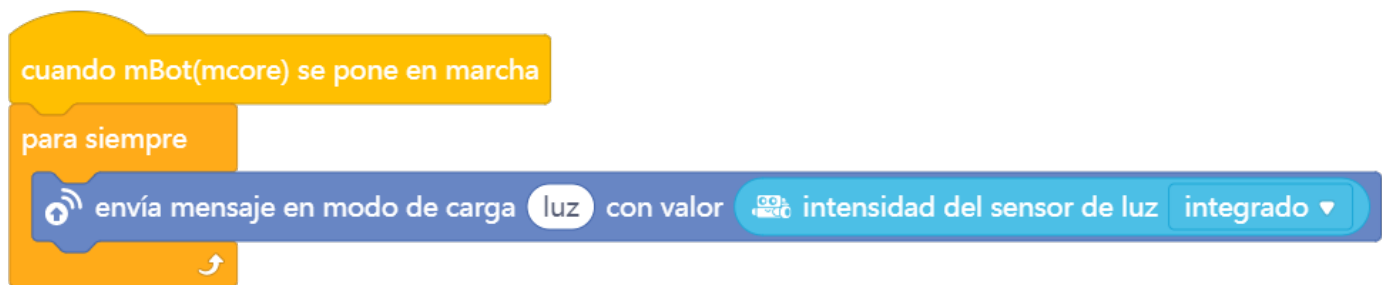 cuando mBot(mcore) se pone en marcha
para siempre
envía mensaje en modo de carga luz con valor intensidad del sensor de luz integrado